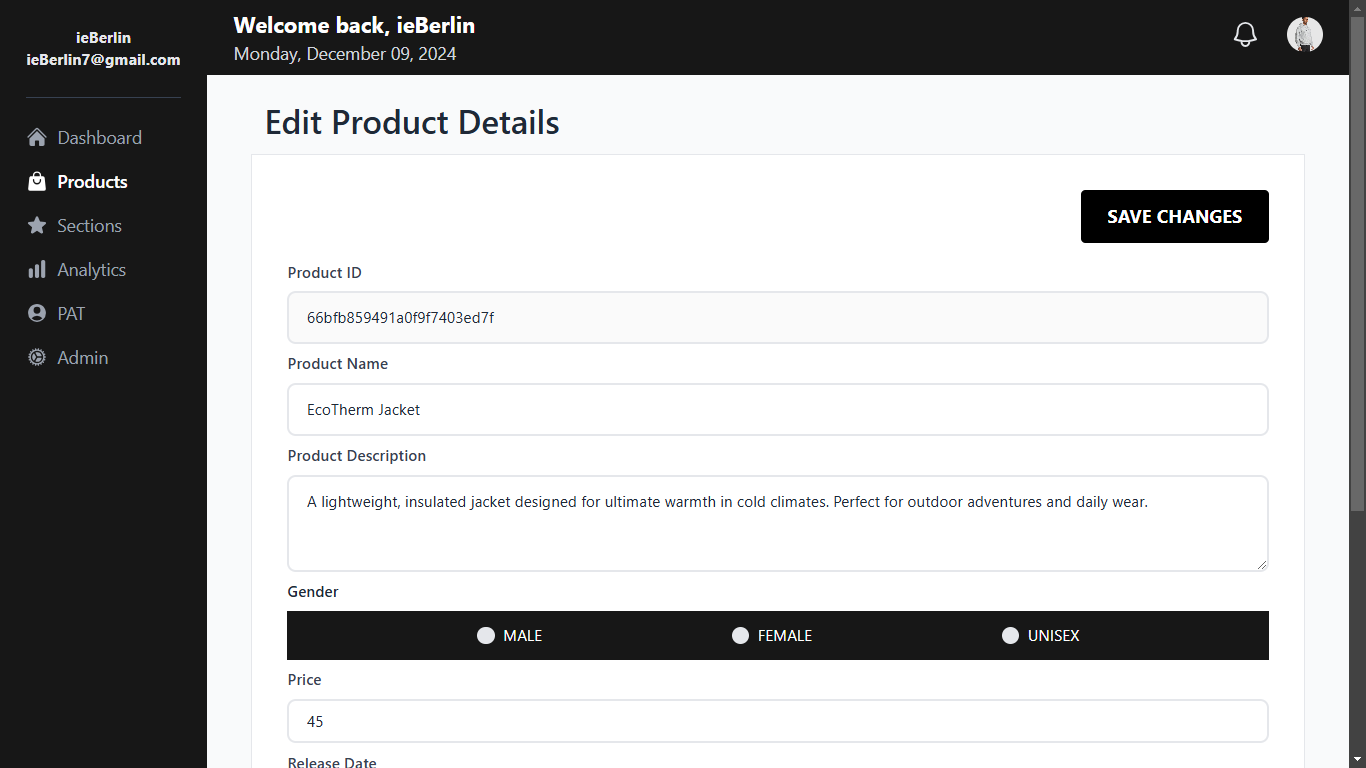 ieBerlin
ieBerlin7@gmail.com
Dashboard
Products
Sections
Analytics
PAT
Admin
Welcome back, ieBerlin
Monday, December 09, 2024
Edit Product Details
SAVE CHANGES
Product ID
66bfb859491a0f9f7403ed7f
Product Name
EcoTherm Jacket
Product Description
A lightweight, insulated jacket designed for ultimate warmth in cold climates. Perfect for outdoor adventures and daily wear.
Gender
MALE FEMALE UNISEX
Price
45
Release Date